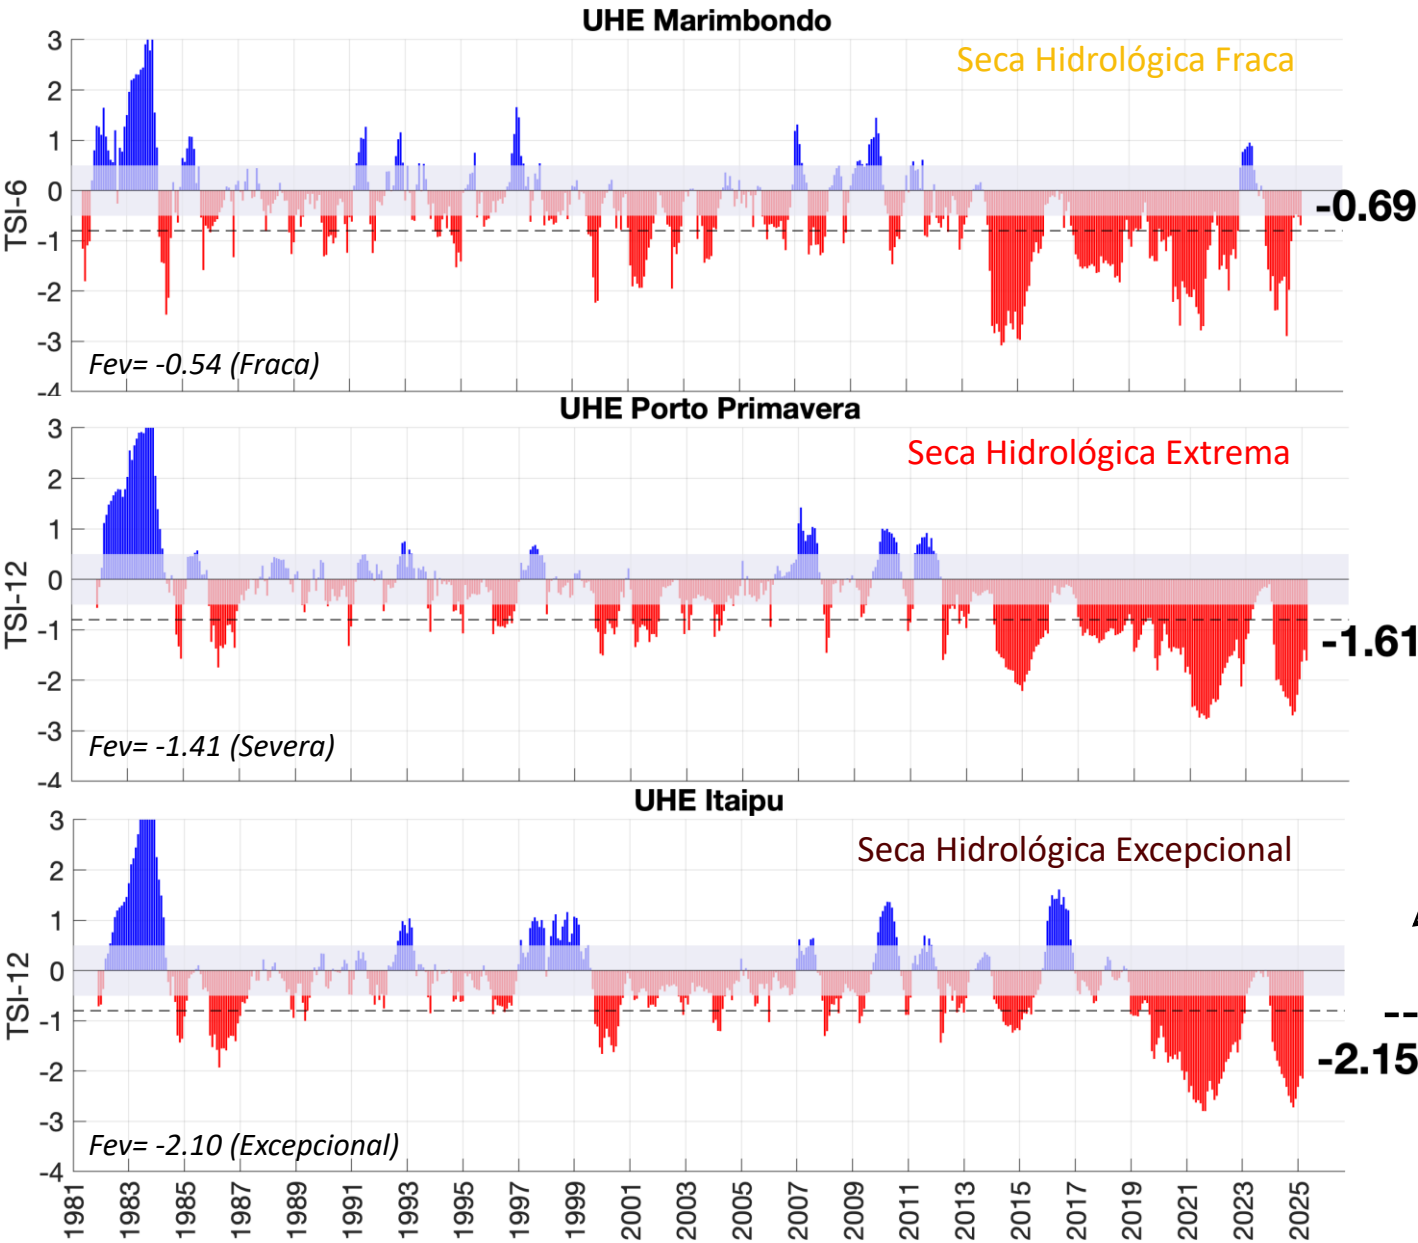 UHE Marimbondo
Seca Hidrológica Fraca
TSI-6
3
2
1
0
-1
-2
-3
-4
-0.69
Fev= -0.54 (Fraca)
UHE Porto Primavera
Seca Hidrológica Extrema
TSI-12
3
2
1
0
-1
-2
-3
-4
-1.61
Fev= -1.41 (Severa)
UHE Itaipu
Seca Hidrológica Excepcional
TSI-12
3
2
1
0
-1
-2
-3
-4
-2.15
Fev= -2.10 (Excepcional)
1981 1983 1985 1987 1989 1991 1993 1995 1997 1999 2001 2003 2005 2007 2009 2011 2013 2015 2017 2019 2021 2023 2025